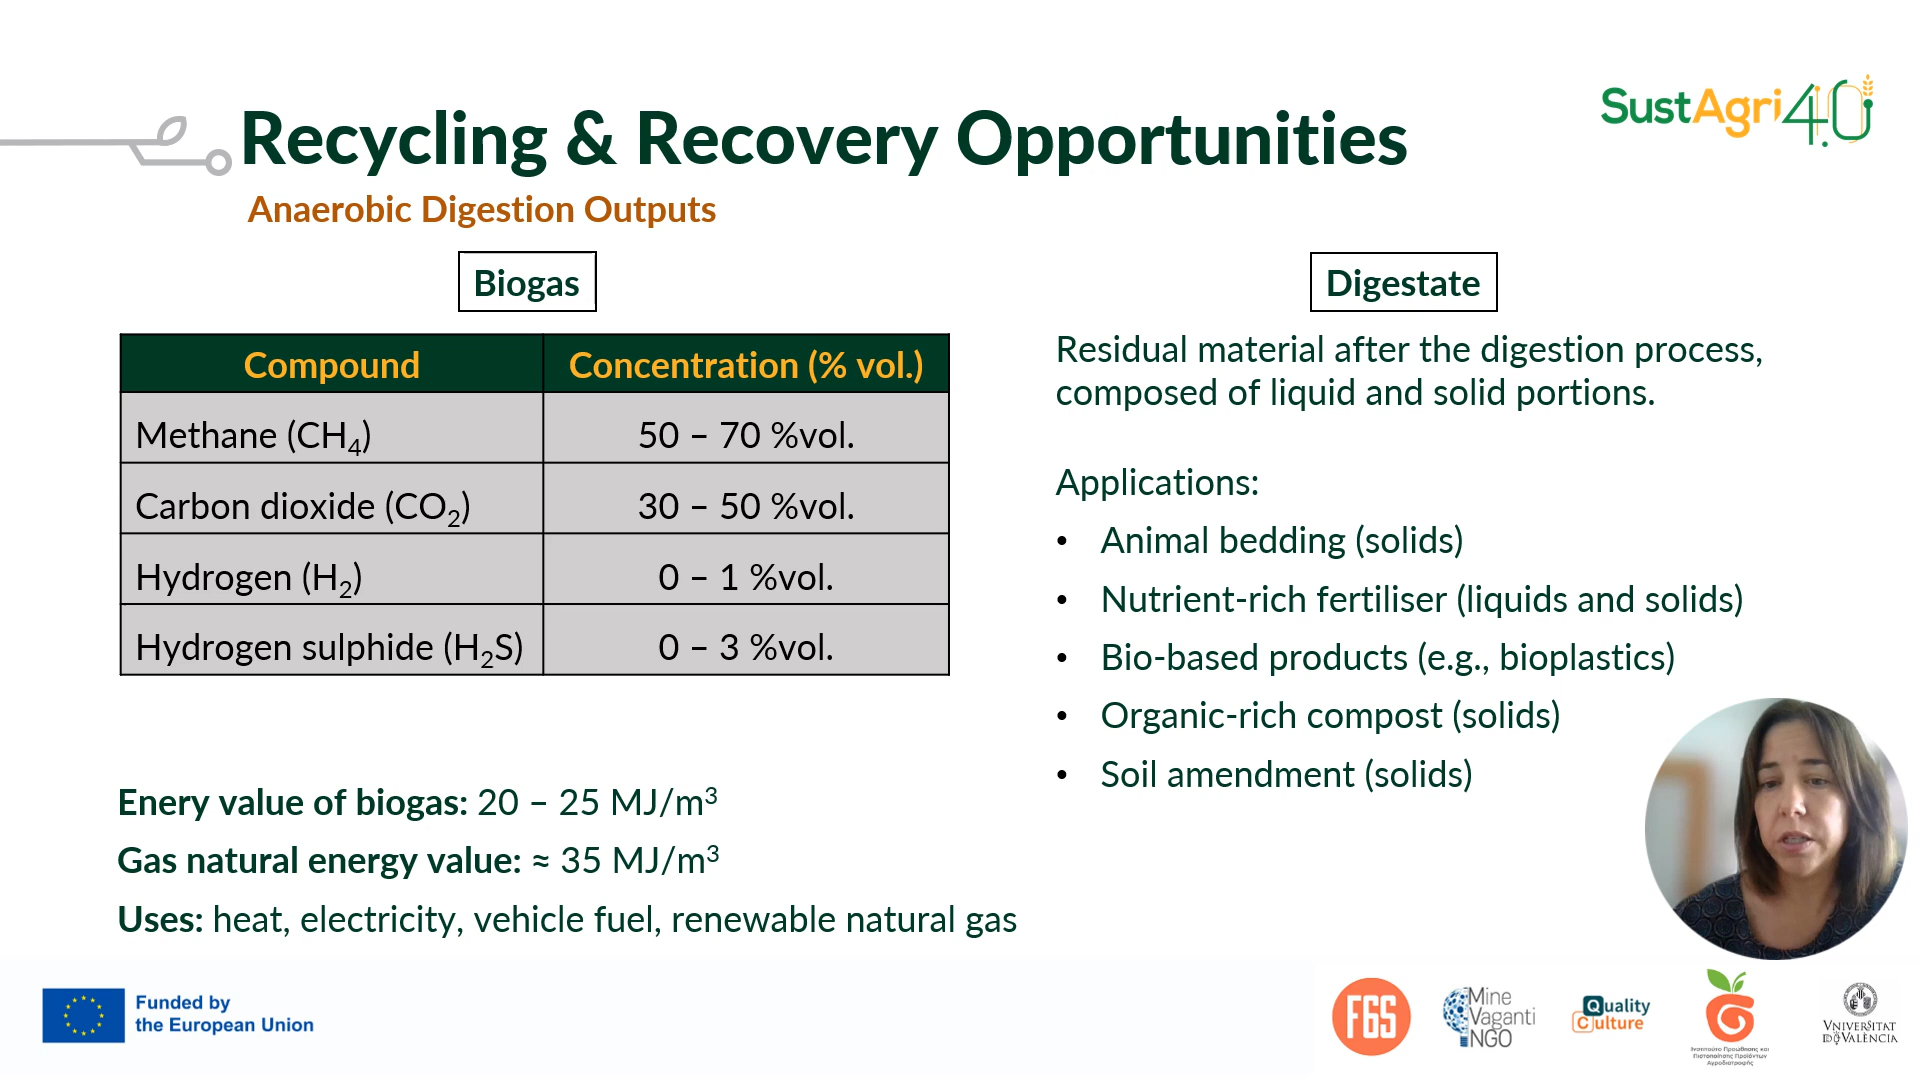 Recycling & Recovery Opportunities
SustAgri4.0
Anaerobic Digestion Outputs
Biogas
Compound Concentration (% vol.)
Methane (CH₄) 50 – 70 %vol.
Carbon dioxide (CO₂) 30 – 50 %vol.
Hydrogen (H₂) 0 – 1 %vol.
Hydrogen sulphide (H₂S) 0 – 3 %vol.
Enery value of biogas: 20 – 25 MJ/m³
Gas natural energy value: ≈ 35 MJ/m³
Uses: heat, electricity, vehicle fuel, renewable natural gas
Digestate
Residual material after the digestion process,
composed of liquid and solid portions.
Applications:
• Animal bedding (solids)
• Nutrient-rich fertiliser (liquids and solids)
• Bio-based products (e.g., bioplastics)
• Organic-rich compost (solids)
• Soil amendment (solids)
Funded by
the European Union
FGS
Mine
Vaganti
NGO
Quality
Culture
Ινστιτούτο Προώθησης και
Πιστοποίησης Προϊόντων
Αγροδιατροφής
VNIVERSITAT
DE VALÈNCIA